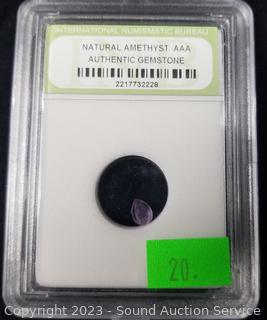 INTERNATIONAL NUMISMATIC BUREAU
NATURAL AMETHYST AAA
AUTHENTIC GEMSTONE
2217732228
20.
Copyright 2023 - Sound Auction Service